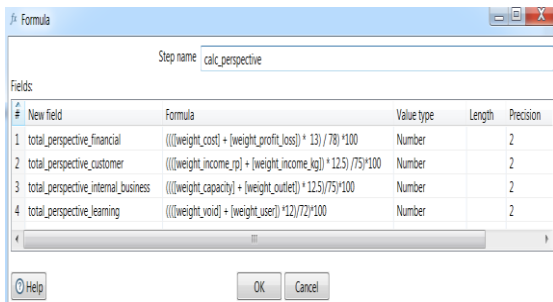 Formula
Step name calc_perspective
Fields:
# New field Formula Value type Length Precision
1 total_perspective_financial ((([weight_cost] + [weight_profit_loss]) * 13) / 78) *100 Number 2
2 total_perspective_customer ((([weight_income_rp] + [weight_income_kg]) * 12.5) /75)*100 Number 2
3 total_perspective_internal_business ((([weight_capacity] + [weight_outlet]) * 12.5)/75)*100 Number 2
4 total_perspective_learning ((([weight_void] + [weight_user]) *12)/72)*100 Number 2
Help OK Cancel